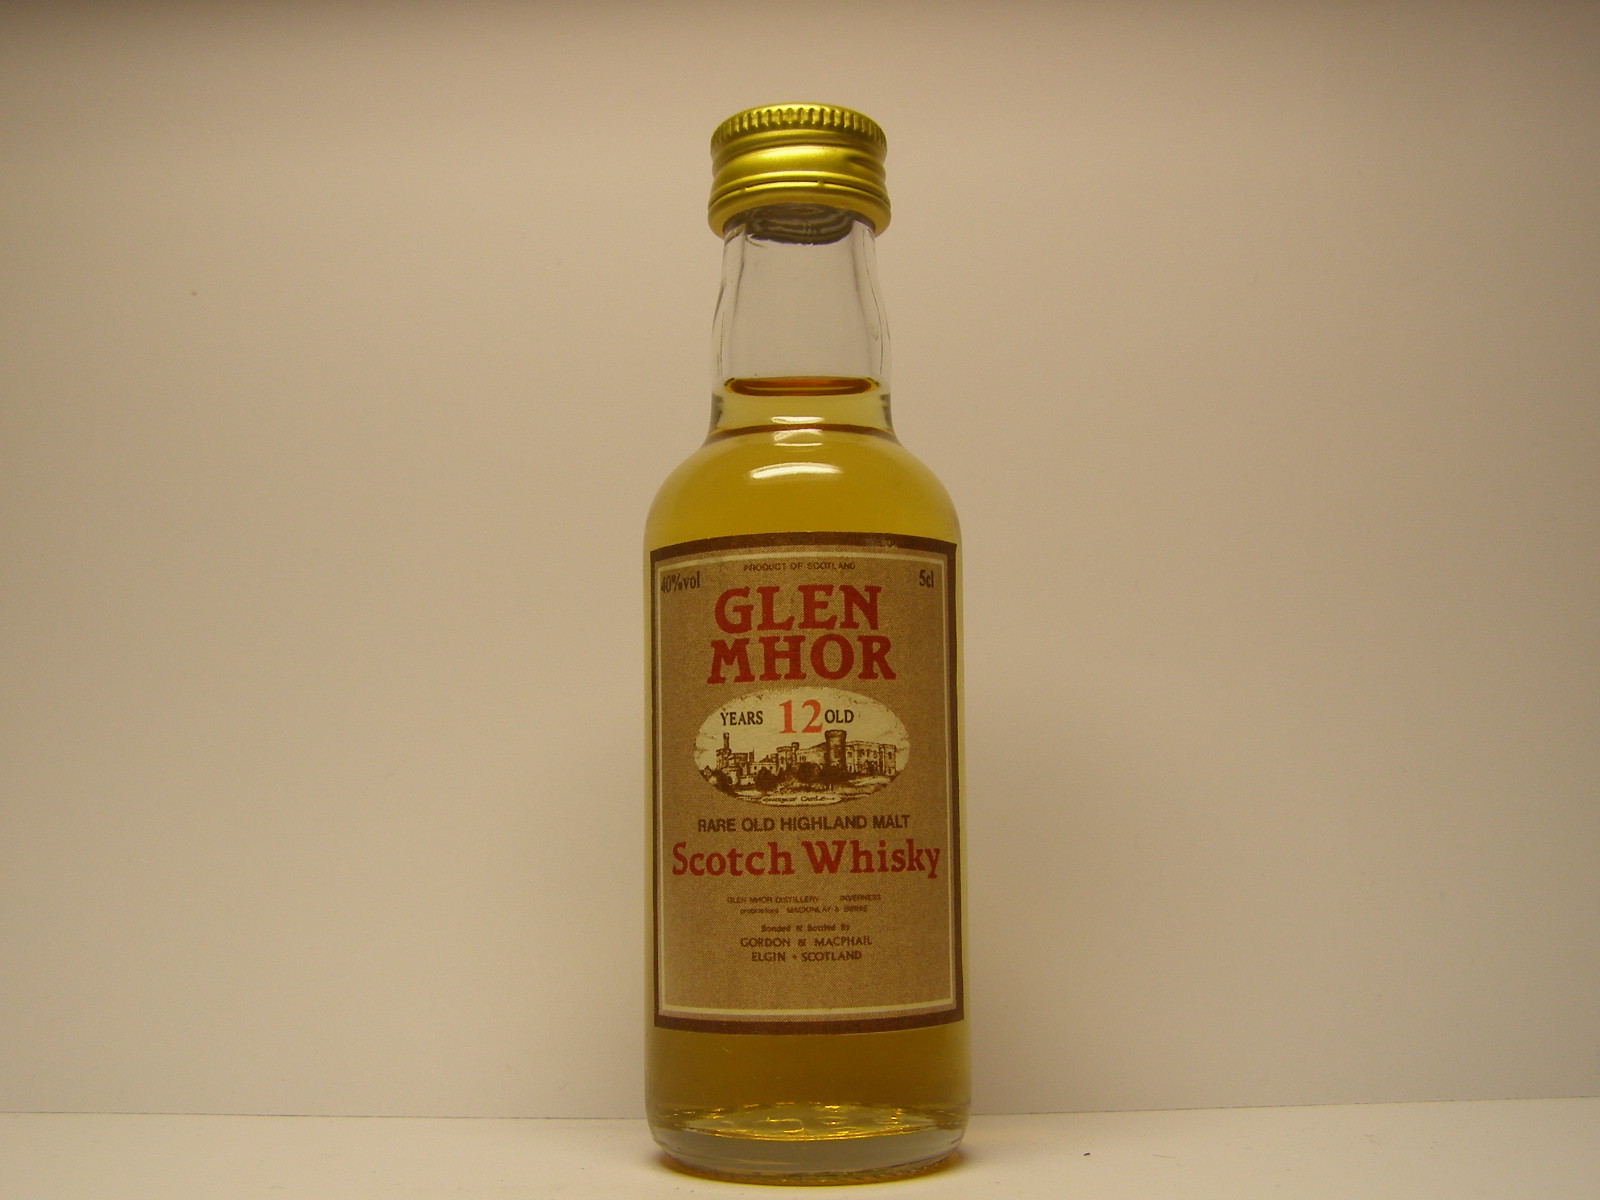 PRODUCT OF SCOTLAND
40%vol
5cl
GLEN
MHOR
YEARS 12 OLD
RARE OLD HIGHLAND MALT
Scotch Whisky
GLEN MHOR DISTILLERY INVERNESS
proprietors MACKINLAY & BIRNIE
Bonded & Bottled By
GORDON & MACPHAIL
ELGIN • SCOTLAND